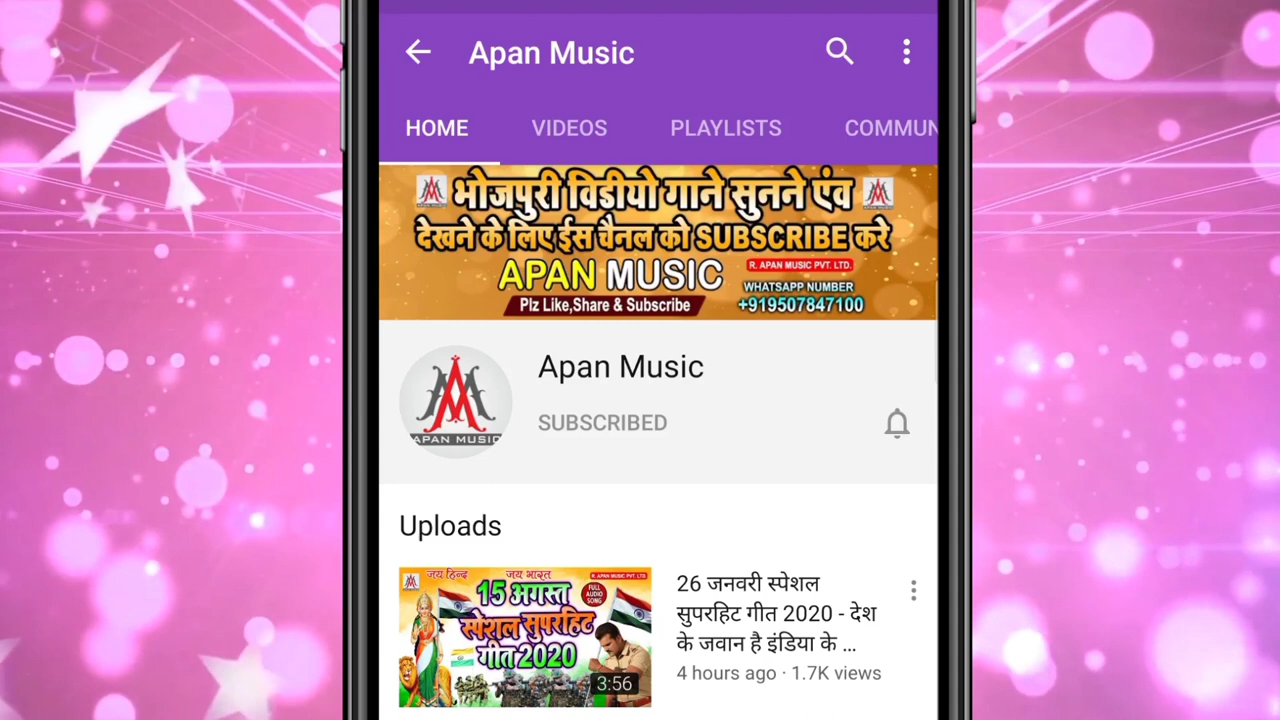 Apan Music
HOME VIDEOS PLAYLISTS COMMUN
भोजपुरी विडीयो गाने सुनने एंव
देखने के लिए ईस चैनल को SUBSCRIBE करे
APAN MUSIC
R. APAN MUSIC PVT. LTD.
WHATSAPP NUMBER
+919507847100
Plz Like,Share & Subscribe
Apan Music
SUBSCRIBED
APAN MUSIC
Uploads
जय हिन्द जय भारत
R. APAN MUSIC PVT. LTD
15 अगस्त
FULL
AUDIO
SONG
स्पेशल सुपरहिट
गीत 2020
3:56
26 जनवरी स्पेशल
सुपरहिट गीत 2020 - देश
के जवान है इंडिया के ...
4 hours ago · 1.7K views